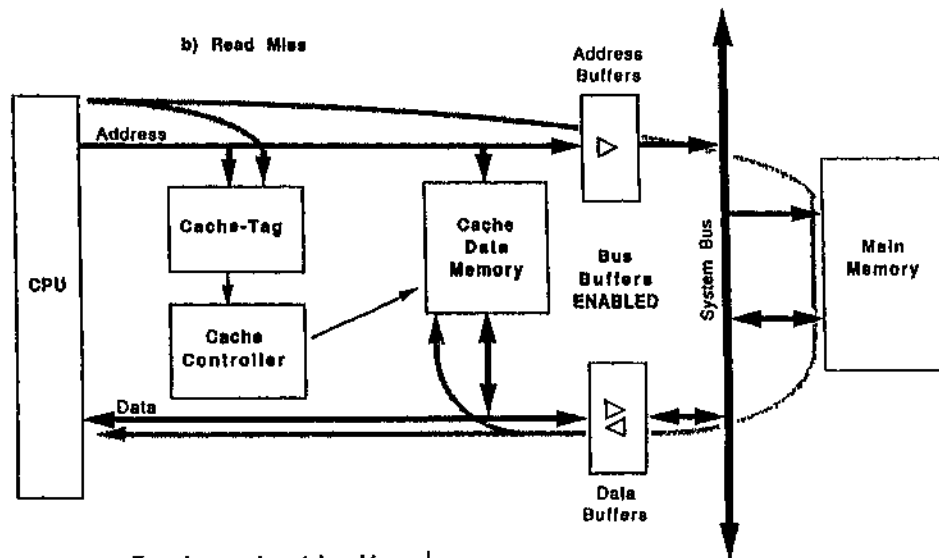 b) Read Miss
Address
Buffers
Address
Cache-Tag
Cache
Data
Memory
Bus
Buffers
ENABLED
System Bus
Main
Memory
CPU
Cache
Controller
Data
Data
Buffers